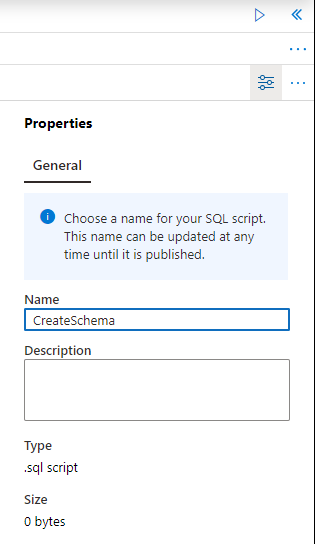 Properties
General
Choose a name for your SQL script.
This name can be updated at any
time until it is published.
Name
CreateSchema
Description
Type
.sql script
Size
0 bytes